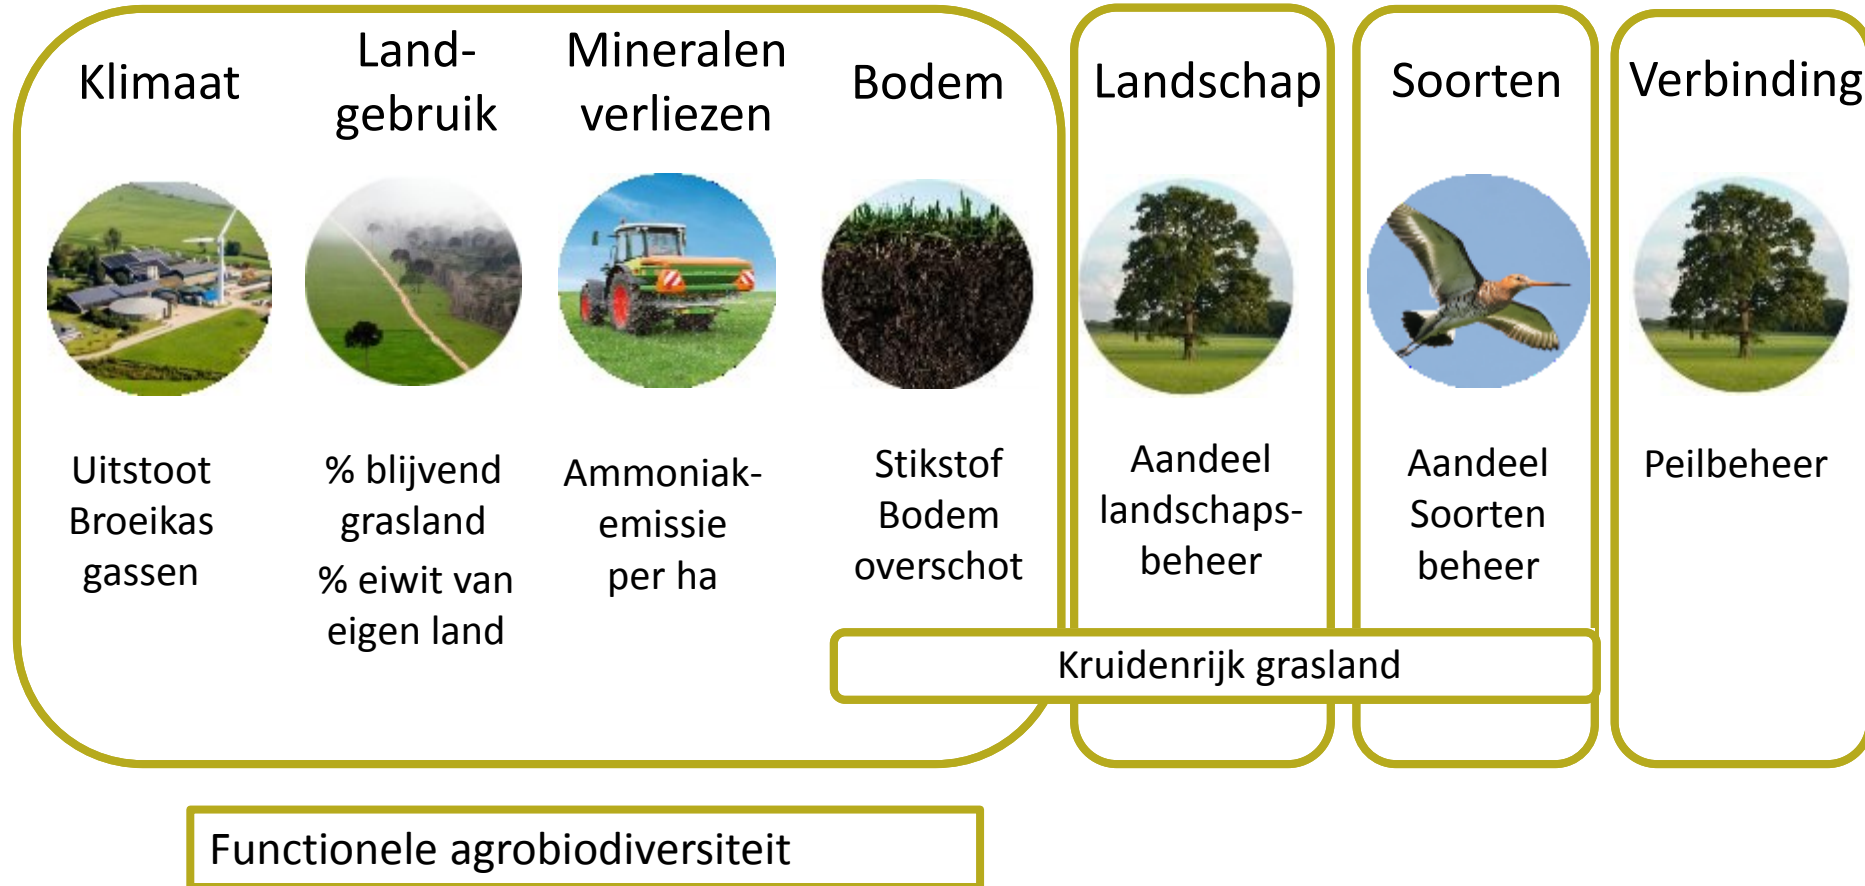 Klimaat
Land-
gebruik
Mineralen
verliezen
Bodem
Landschap
Soorten
Verbinding
Uitstoot
Broeikas
gassen
% blijvend
grasland
% eiwit van
eigen land
Ammoniak-
emissie
per ha
Stikstof
Bodem
overschot
Aandeel
landschaps-
beheer
Aandeel
Soorten
beheer
Peilbeheer
Kruidenrijk grasland
Functionele agrobiodiversiteit